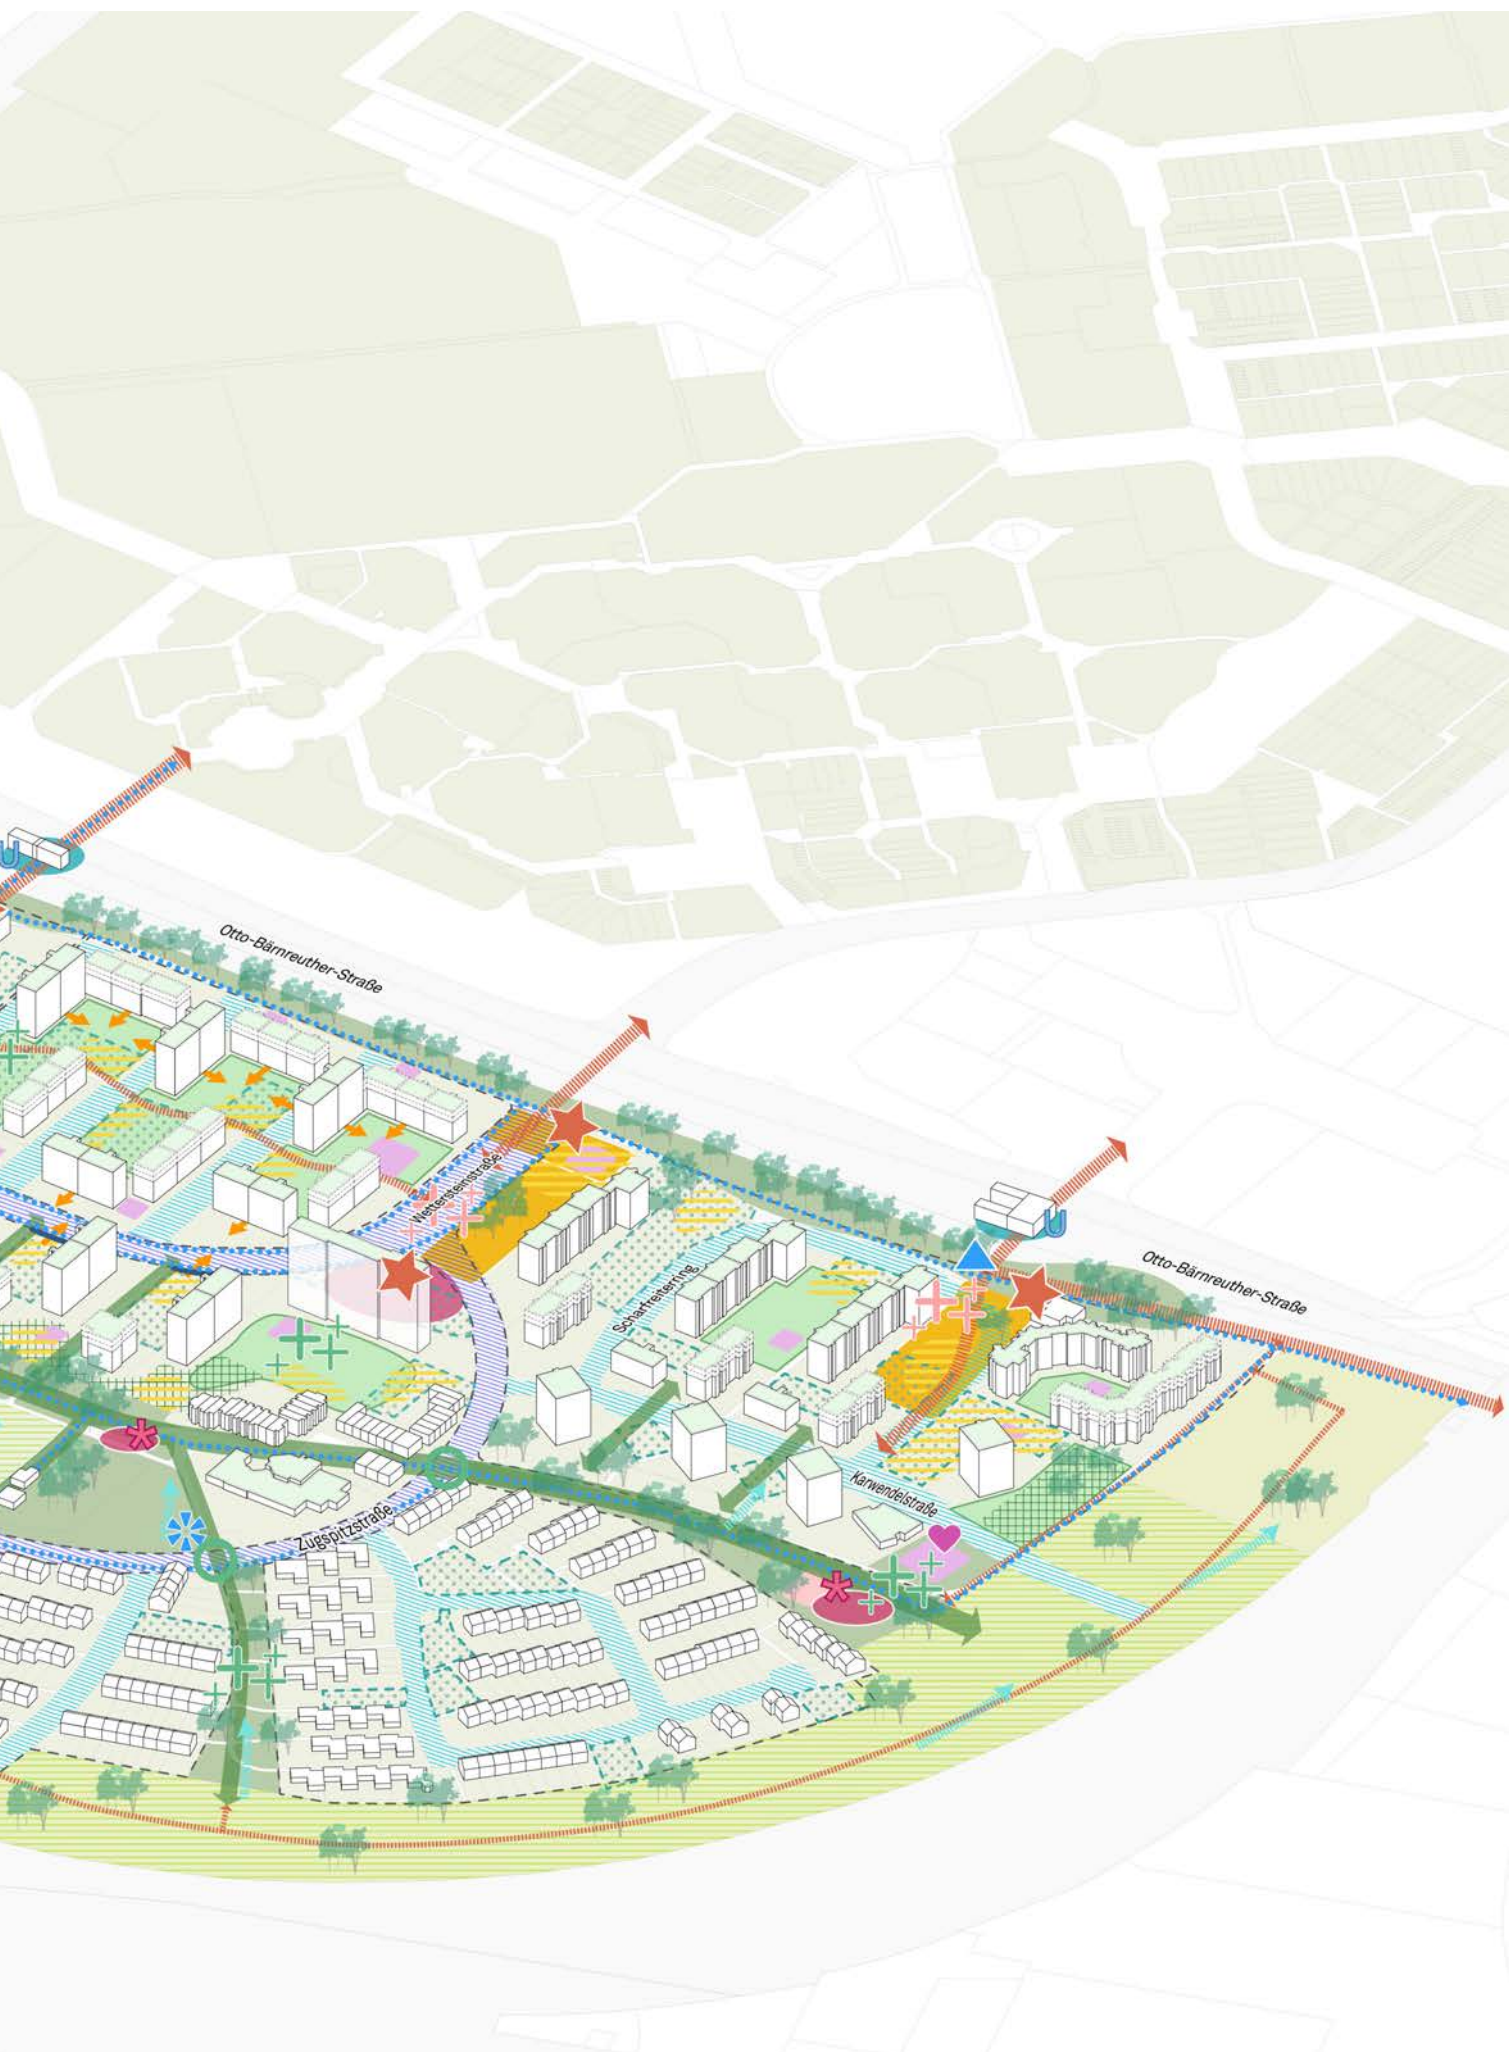 U
Otto-Bärnreuther-Straße
Wettersteinstraße
U
Otto-Bärnreuther-Straße
Scharfreiterring
Karwendelstraße
Zugspitzstraße